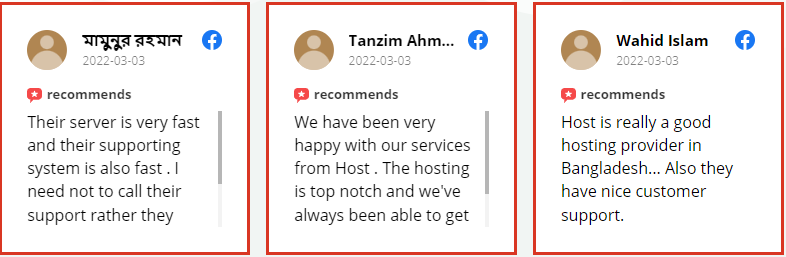 মামুনুর রহমান
2022-03-03
recommends
Their server is very fast
and their supporting
system is also fast . I
need not to call their
support rather they
Tanzim Ahm...
2022-03-03
recommends
We have been very
happy with our services
from Host . The hosting
is top notch and we've
always been able to get
Wahid Islam
2022-03-03
recommends
Host is really a good
hosting provider in
Bangladesh... Also they
have nice customer
support.